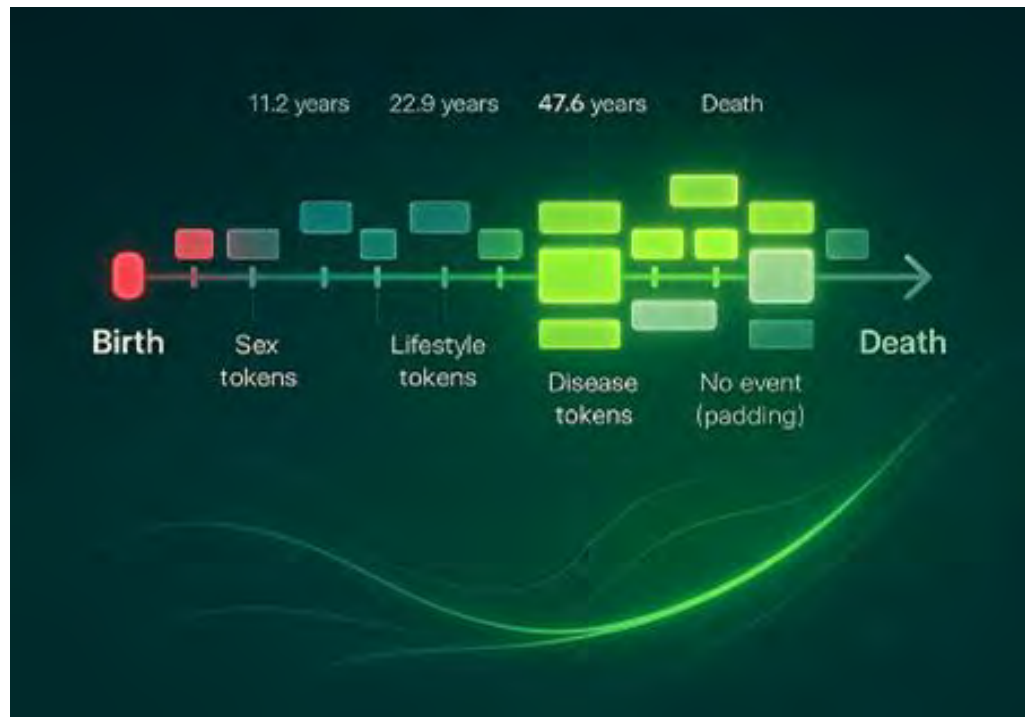 11.2 years 22.9 years 47.6 years Death
Birth
Sex
tokens
Lifestyle
tokens
Disease
tokens
No event
(padding)
Death